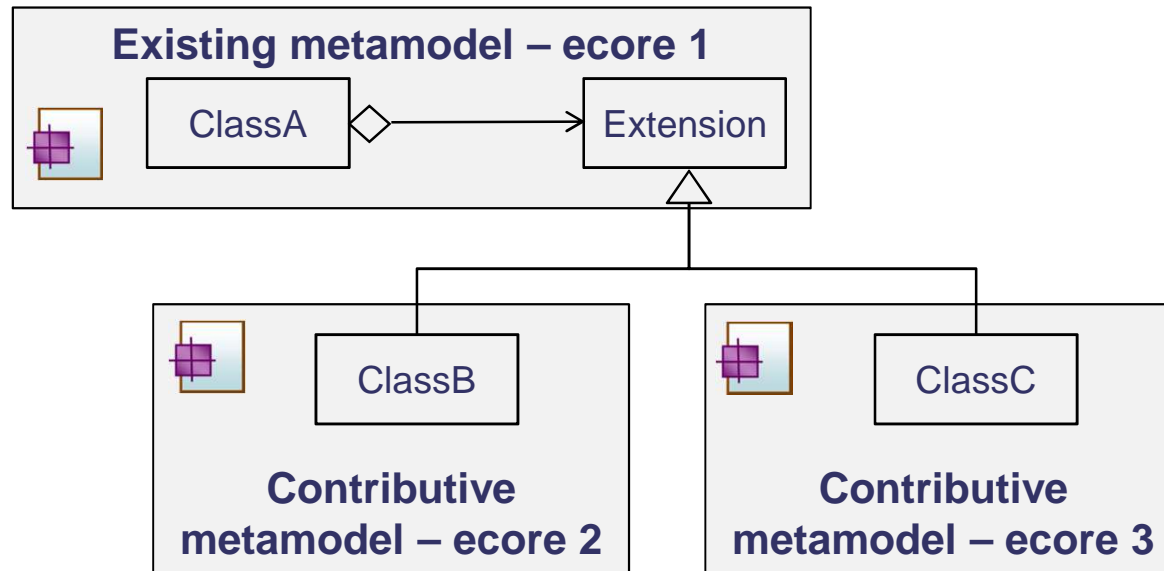 Existing metamodel – ecore 1
ClassA
Extension
ClassB
ClassC
Contributive
metamodel – ecore 2
Contributive
metamodel – ecore 3